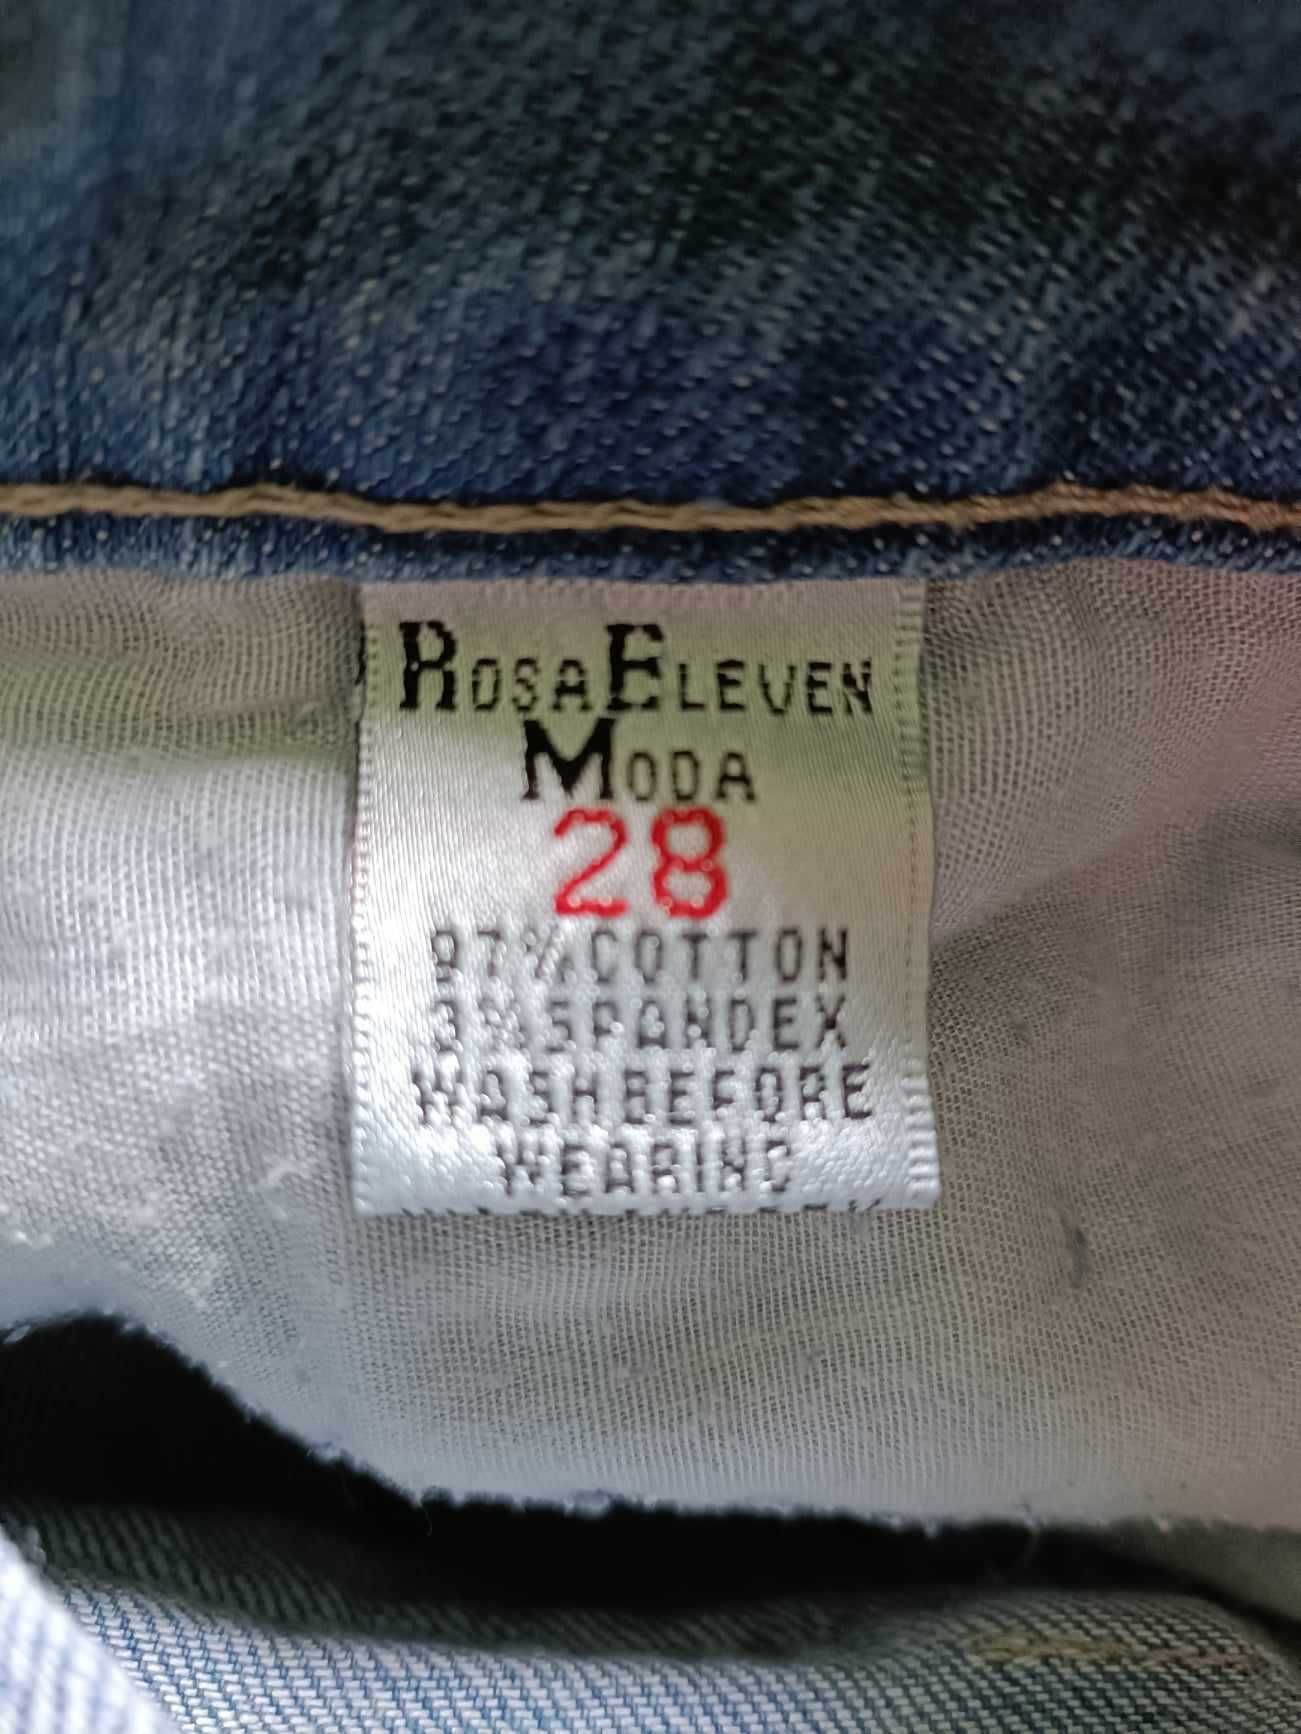 ROSAELEVEN
MODA
28
97%COTTON
3%SPANDEX
WASHBEFORE
WEARING